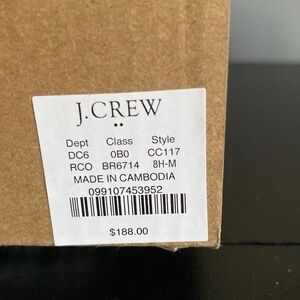 J.CREW
Dept Class Style
DC6 0B0 CC117
RCO BR6714 8H-M
MADE IN CAMBODIA
099107453952
$188.00